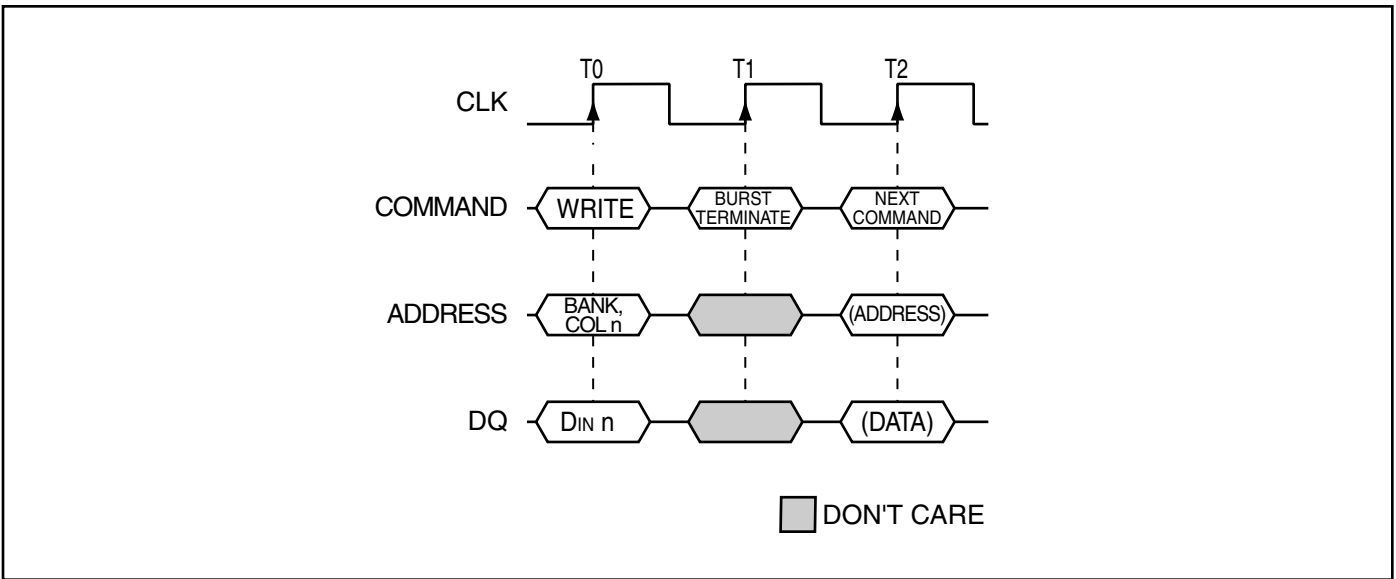 T0 T1 T2
CLK
COMMAND WRITE BURST TERMINATE NEXT COMMAND
ADDRESS BANK, COL n (ADDRESS)
DQ DIN n (DATA)
DON'T CARE